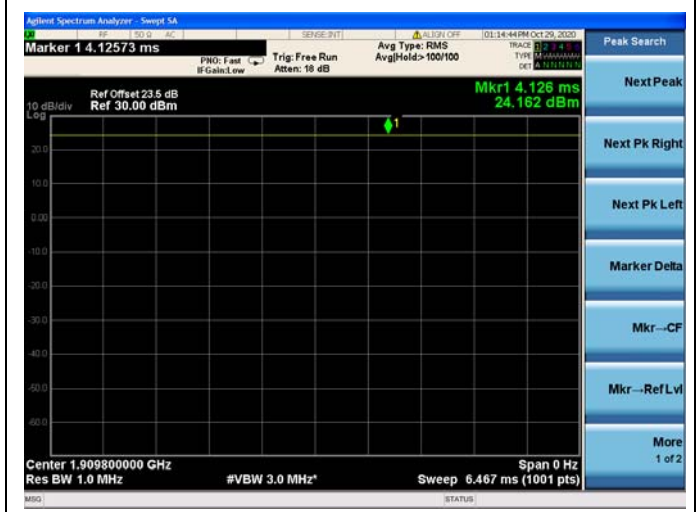 Agilent Spectrum Analyzer - Swept SA
RF 50 Ω AC SENSE:INT ALIGN OFF 01:14:44 PM Oct 29, 2020
Marker 1 4.12573 ms
PNO: Fast
IFGain:Low
Trig: Free Run
Atten: 18 dB
Avg Type: RMS
Avg|Hold:>100/100
TRACE 1 2 3 4 5 6
TYPE
DET A N N N N N
Peak Search
Mkr1 4.126 ms
24.162 dBm
Ref Offset 23.5 dB
10 dB/div Ref 30.00 dBm
Log
1
20.0
10.0
0.00
-10.0
-20.0
-30.0
-40.0
-50.0
-60.0
Next Peak
Next Pk Right
Next Pk Left
Marker Delta
Mkr→CF
Mkr→Ref Lvl
More
1 of 2
Center 1.909800000 GHz Span 0 Hz
Res BW 1.0 MHz #VBW 3.0 MHz* Sweep 6.467 ms (1001 pts)
MSG STATUS